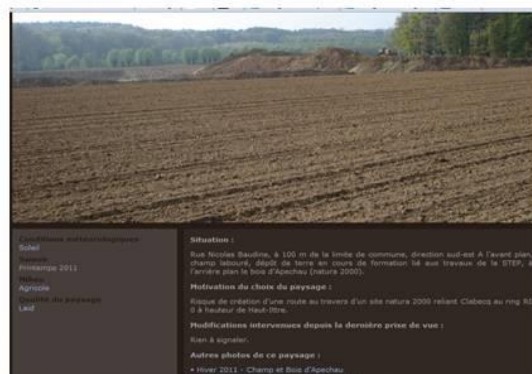 Conditions météorologiques
Soleil
Saison
Printemps 2011
Milieu
Agricole
Qualité du paysage
Laid
Situation :
Rue Nicolas Baudine, à 100 m de la limite de commune, direction sud-est A l'avant plan,
champ labouré, dépôt de terre en cours de formation lié aux travaux de la STEP, à
l'arrière plan le bois d'Apechau (natura 2000).
Motivation du choix du paysage :
Risque de création d'une route au travers d'un site natura 2000 reliant Clabecq au ring R0
0 à hauteur de Haut-Ittre.
Modifications intervenues depuis la dernière prise de vue :
Rien à signaler.
Autres photos de ce paysage :
• Hiver 2011 - Champ et Bois d'Apechau